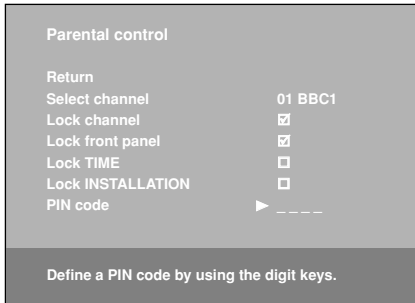 Parental control
Return
Select channel 01 BBC1
Lock channel ☑
Lock front panel ☑
Lock TIME ☐
Lock INSTALLATION ☐
PIN code ▶ _ _ _ _
Define a PIN code by using the digit keys.